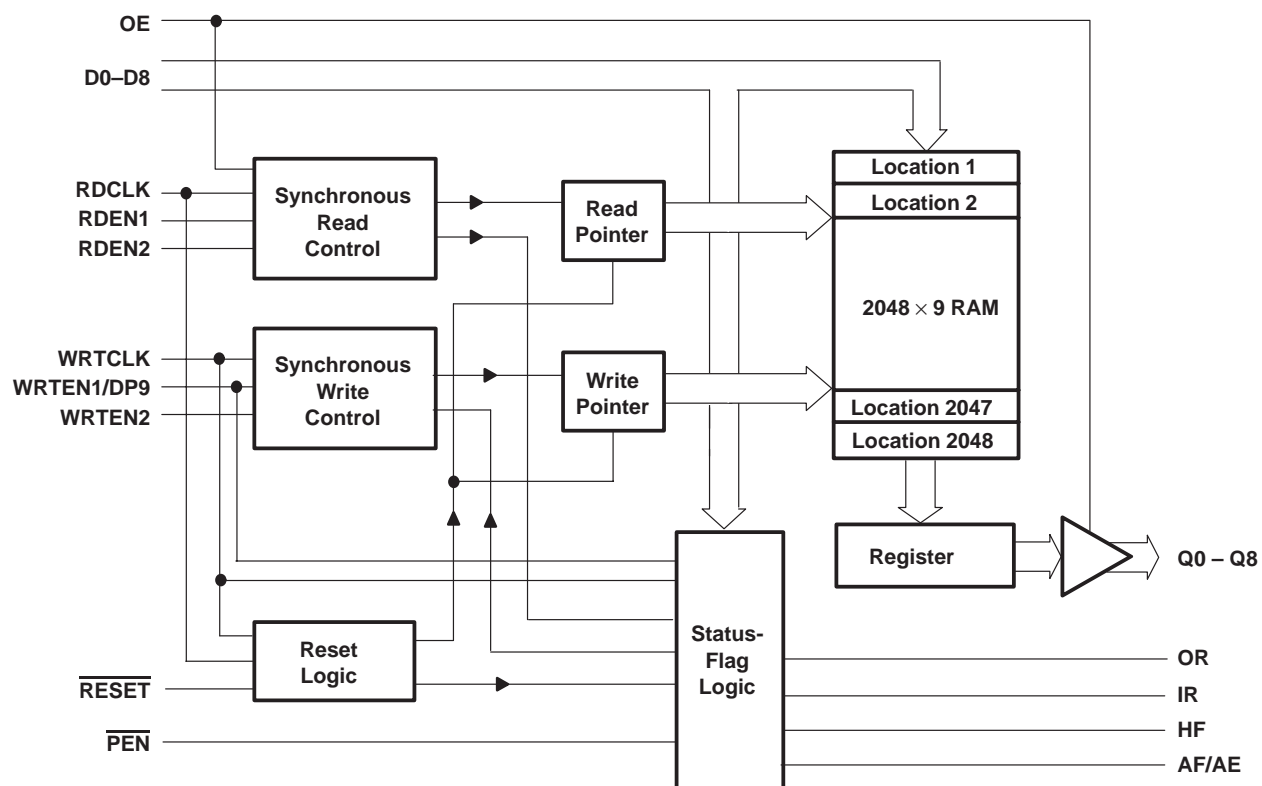 OE
D0–D8
RDCLK
RDEN1
RDEN2
Synchronous
Read
Control
Read
Pointer
Location 1
Location 2
2048 × 9 RAM
Location 2047
Location 2048
WRTCLK
WRTEN1/DP9
WRTEN2
Synchronous
Write
Control
Write
Pointer
Register
Q0 – Q8
Reset
Logic
RESET
PEN
Status-
Flag
Logic
OR
IR
HF
AF/AE